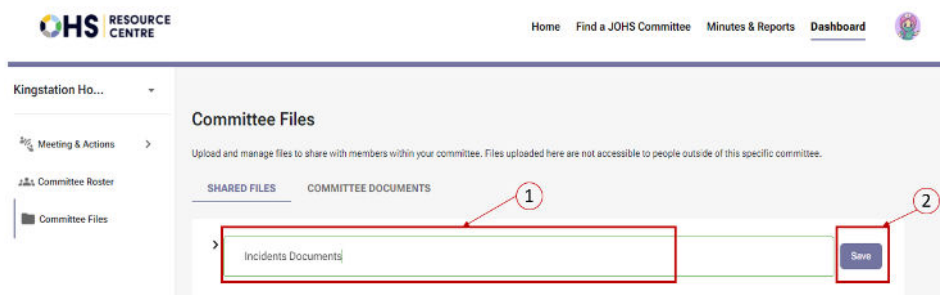 OHS RESOURCE CENTRE
Home Find a JOHS Committee Minutes & Reports Dashboard
Kingstation Ho...
Meeting & Actions
Committee Roster
Committee Files
Committee Files
Upload and manage files to share with members within your committee. Files uploaded here are not accessible to people outside of this specific committee.
SHARED FILES COMMITTEE DOCUMENTS
1
2
Incidents Documents
Save